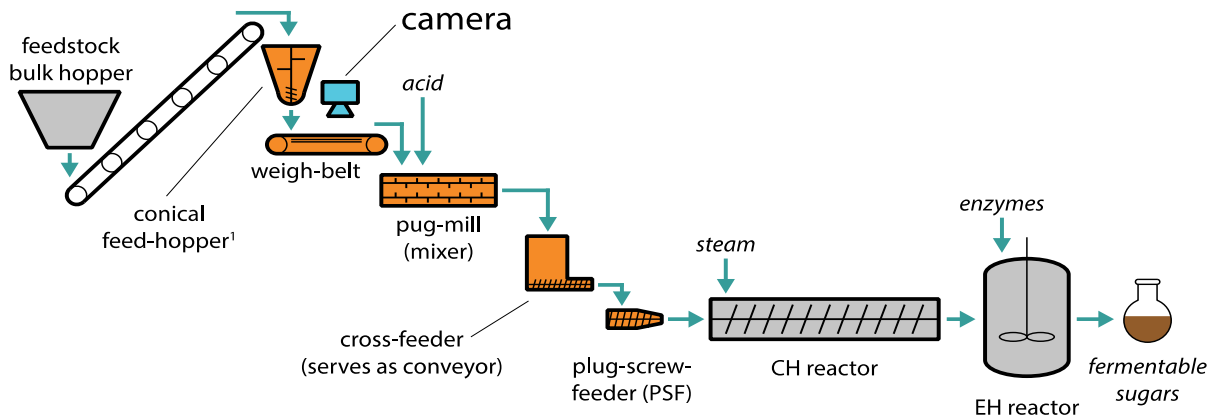 feedstock
bulk hopper
camera
acid
weigh-belt
conical
feed-hopper¹
pug-mill
(mixer)
cross-feeder
(serves as conveyor)
plug-screw-
feeder (PSF)
steam
CH reactor
enzymes
EH reactor
fermentable
sugars